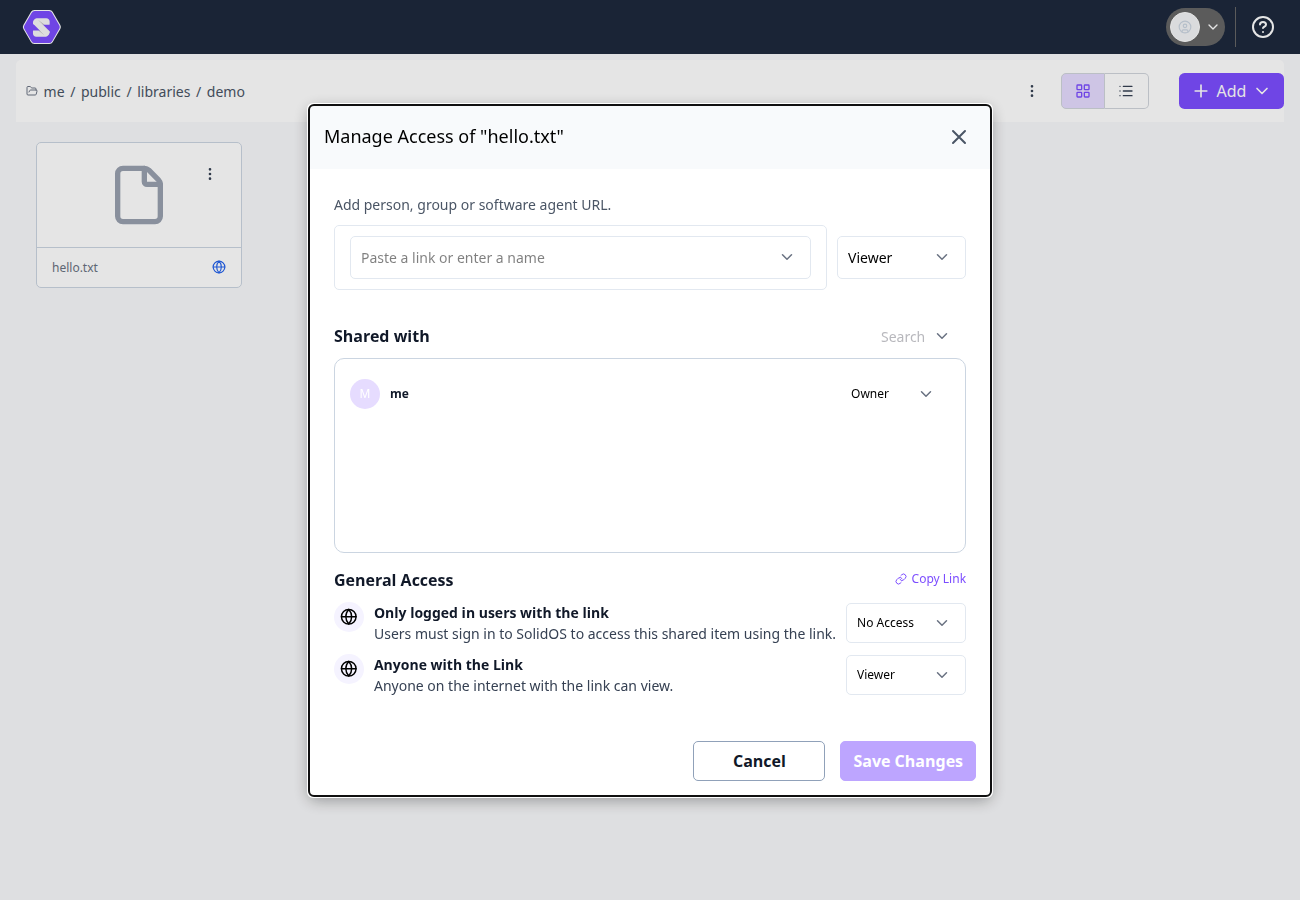 me / public / libraries / demo
Add
hello.txt
Manage Access of "hello.txt"
Add person, group or software agent URL.
Paste a link or enter a name
Viewer
Shared with
Search
M
me
Owner
General Access
Copy Link
Only logged in users with the link
Users must sign in to SolidOS to access this shared item using the link.
No Access
Anyone with the Link
Anyone on the internet with the link can view.
Viewer
Cancel
Save Changes